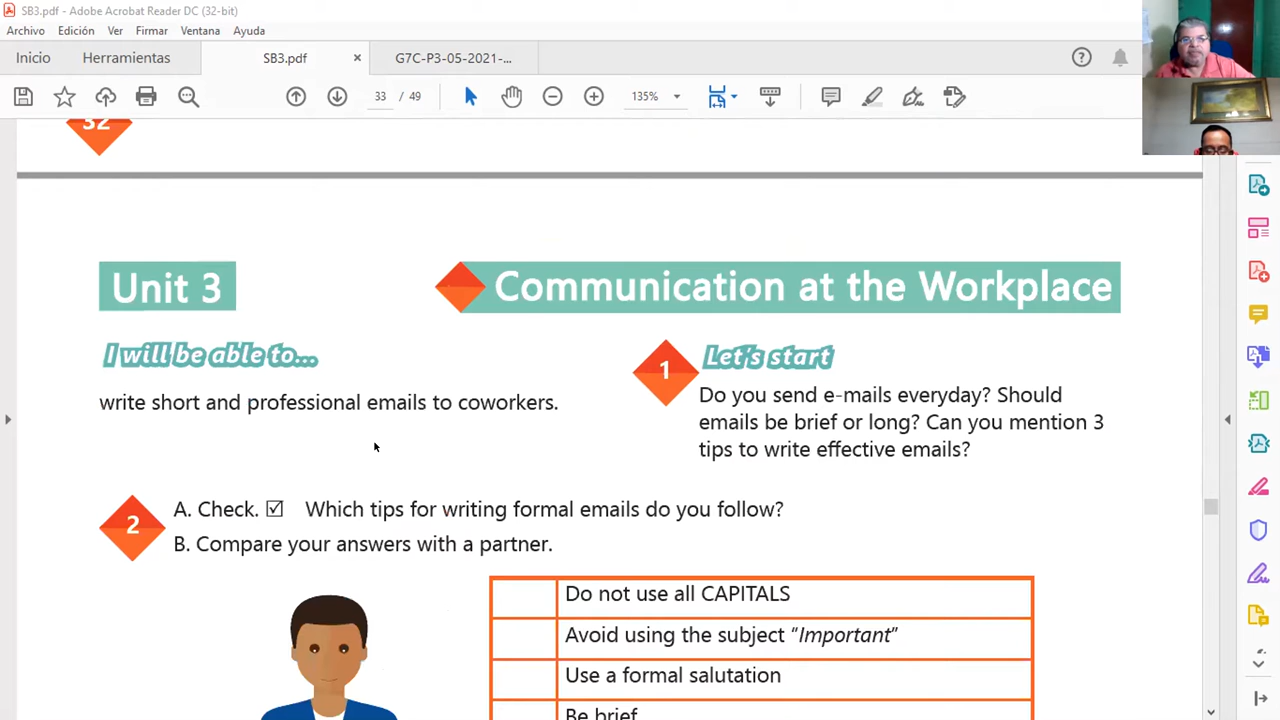 SB3.pdf - Adobe Acrobat Reader DC (32-bit)
Archivo Edición Ver Firmar Ventana Ayuda
Inicio Herramientas SB3.pdf × G7C-P3-05-2021-...
33 / 49 135%
32
Unit 3
Communication at the Workplace
I will be able to...
write short and professional emails to coworkers.
1 Let's start
Do you send e-mails everyday? Should
emails be brief or long? Can you mention 3
tips to write effective emails?
2
A. Check. ☑ Which tips for writing formal emails do you follow?
B. Compare your answers with a partner.
Do not use all CAPITALS
Avoid using the subject “Important”
Use a formal salutation
Be brief